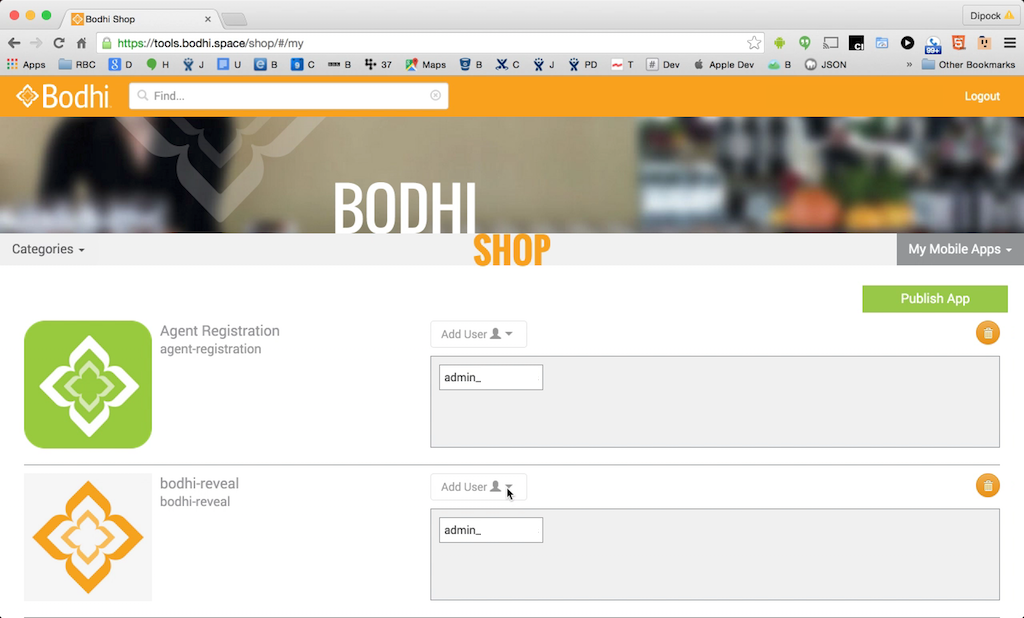 Bodhi Shop
Dipock
https://tools.bodhi.space/shop/#/my
99+
Apps RBC D H J U B C B 37 Maps B C J PD T # Dev Apple Dev B JSON » Other Bookmarks
Bodhi
Find...
Logout
BODHI
SHOP
Categories
My Mobile Apps
Publish App
Agent Registration
agent-registration
Add User
admin_
bodhi-reveal
bodhi-reveal
Add User
admin_